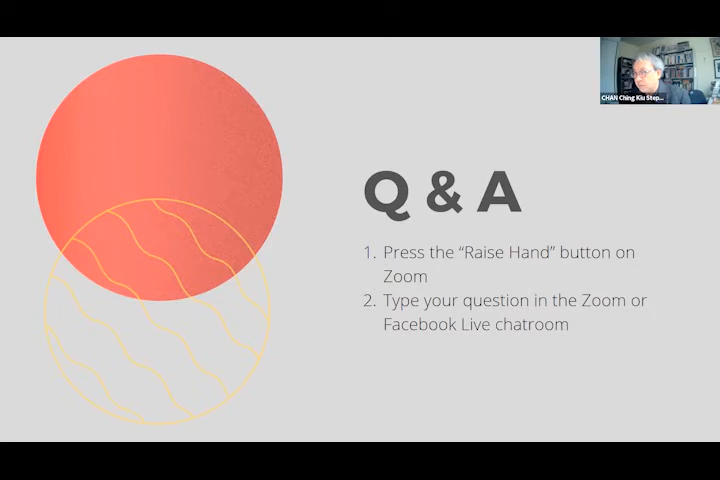 CHAN Ching Kiu Step...
Q & A
1. Press the “Raise Hand” button on
Zoom
2. Type your question in the Zoom or
Facebook Live chatroom